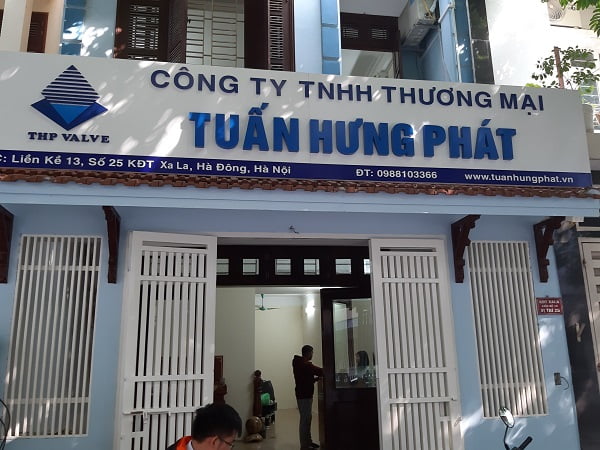 CÔNG TY TNHH THƯƠNG MẠI
THP VALVE
TUẤN HƯNG PHÁT
C: Liền Kề 13, Số 25 KĐT Xa La, Hà Đông, Hà Nội
ĐT: 0988103366
www.tuanhungphat.vn